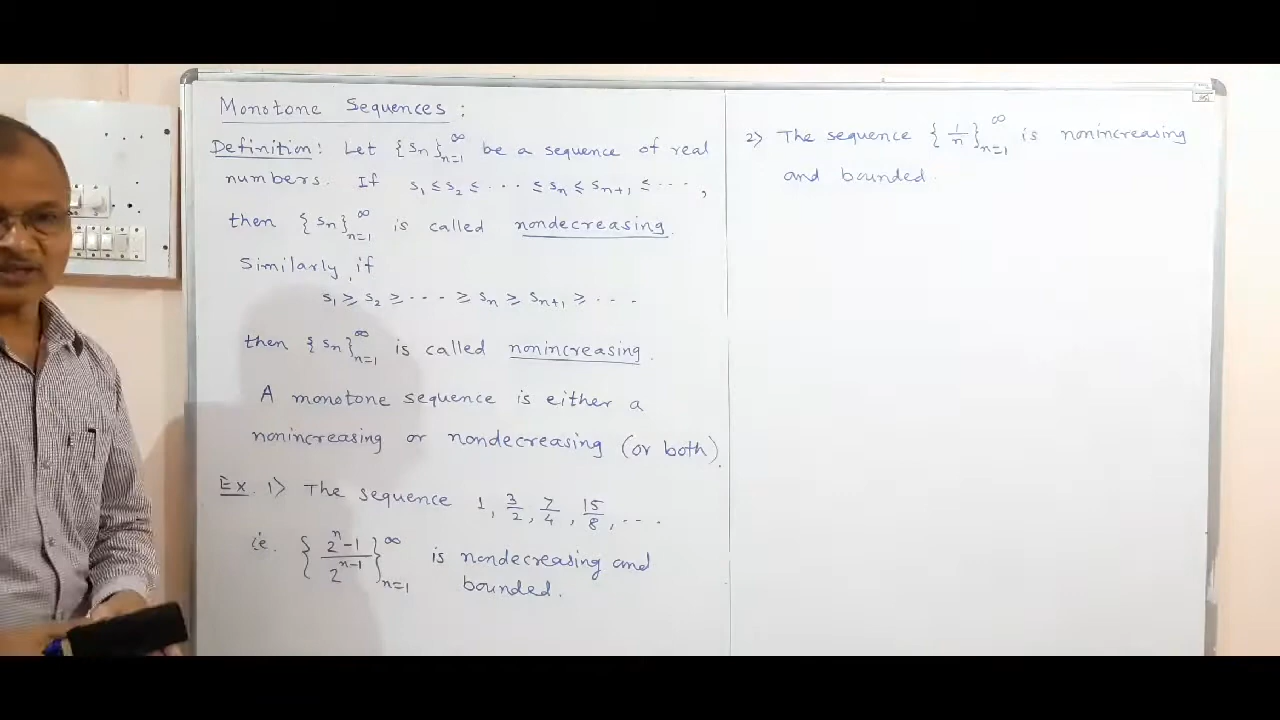 Monotone Sequences :
Definition: Let {sₙ}ₙ₌₁^∞ be a sequence of real
numbers. If s₁ ≤ s₂ ≤ ··· ≤ sₙ ≤ sₙ₊₁ ≤ ··· ,
then {sₙ}ₙ₌₁^∞ is called nondecreasing.
Similarly, if
s₁ ≥ s₂ ≥ ··· ≥ sₙ ≥ sₙ₊₁ ≥ ···
then {sₙ}ₙ₌₁^∞ is called nonincreasing.
A monotone sequence is either a
nonincreasing or nondecreasing (or both).
Ex. 1) The sequence 1, 3/2, 7/4, 15/8, ···
i.e. {(2ⁿ-1)/2ⁿ⁻¹}ₙ₌₁^∞ is nondecreasing and
bounded.
2) The sequence {1/n}ₙ₌₁^∞ is nonincreasing
and bounded.